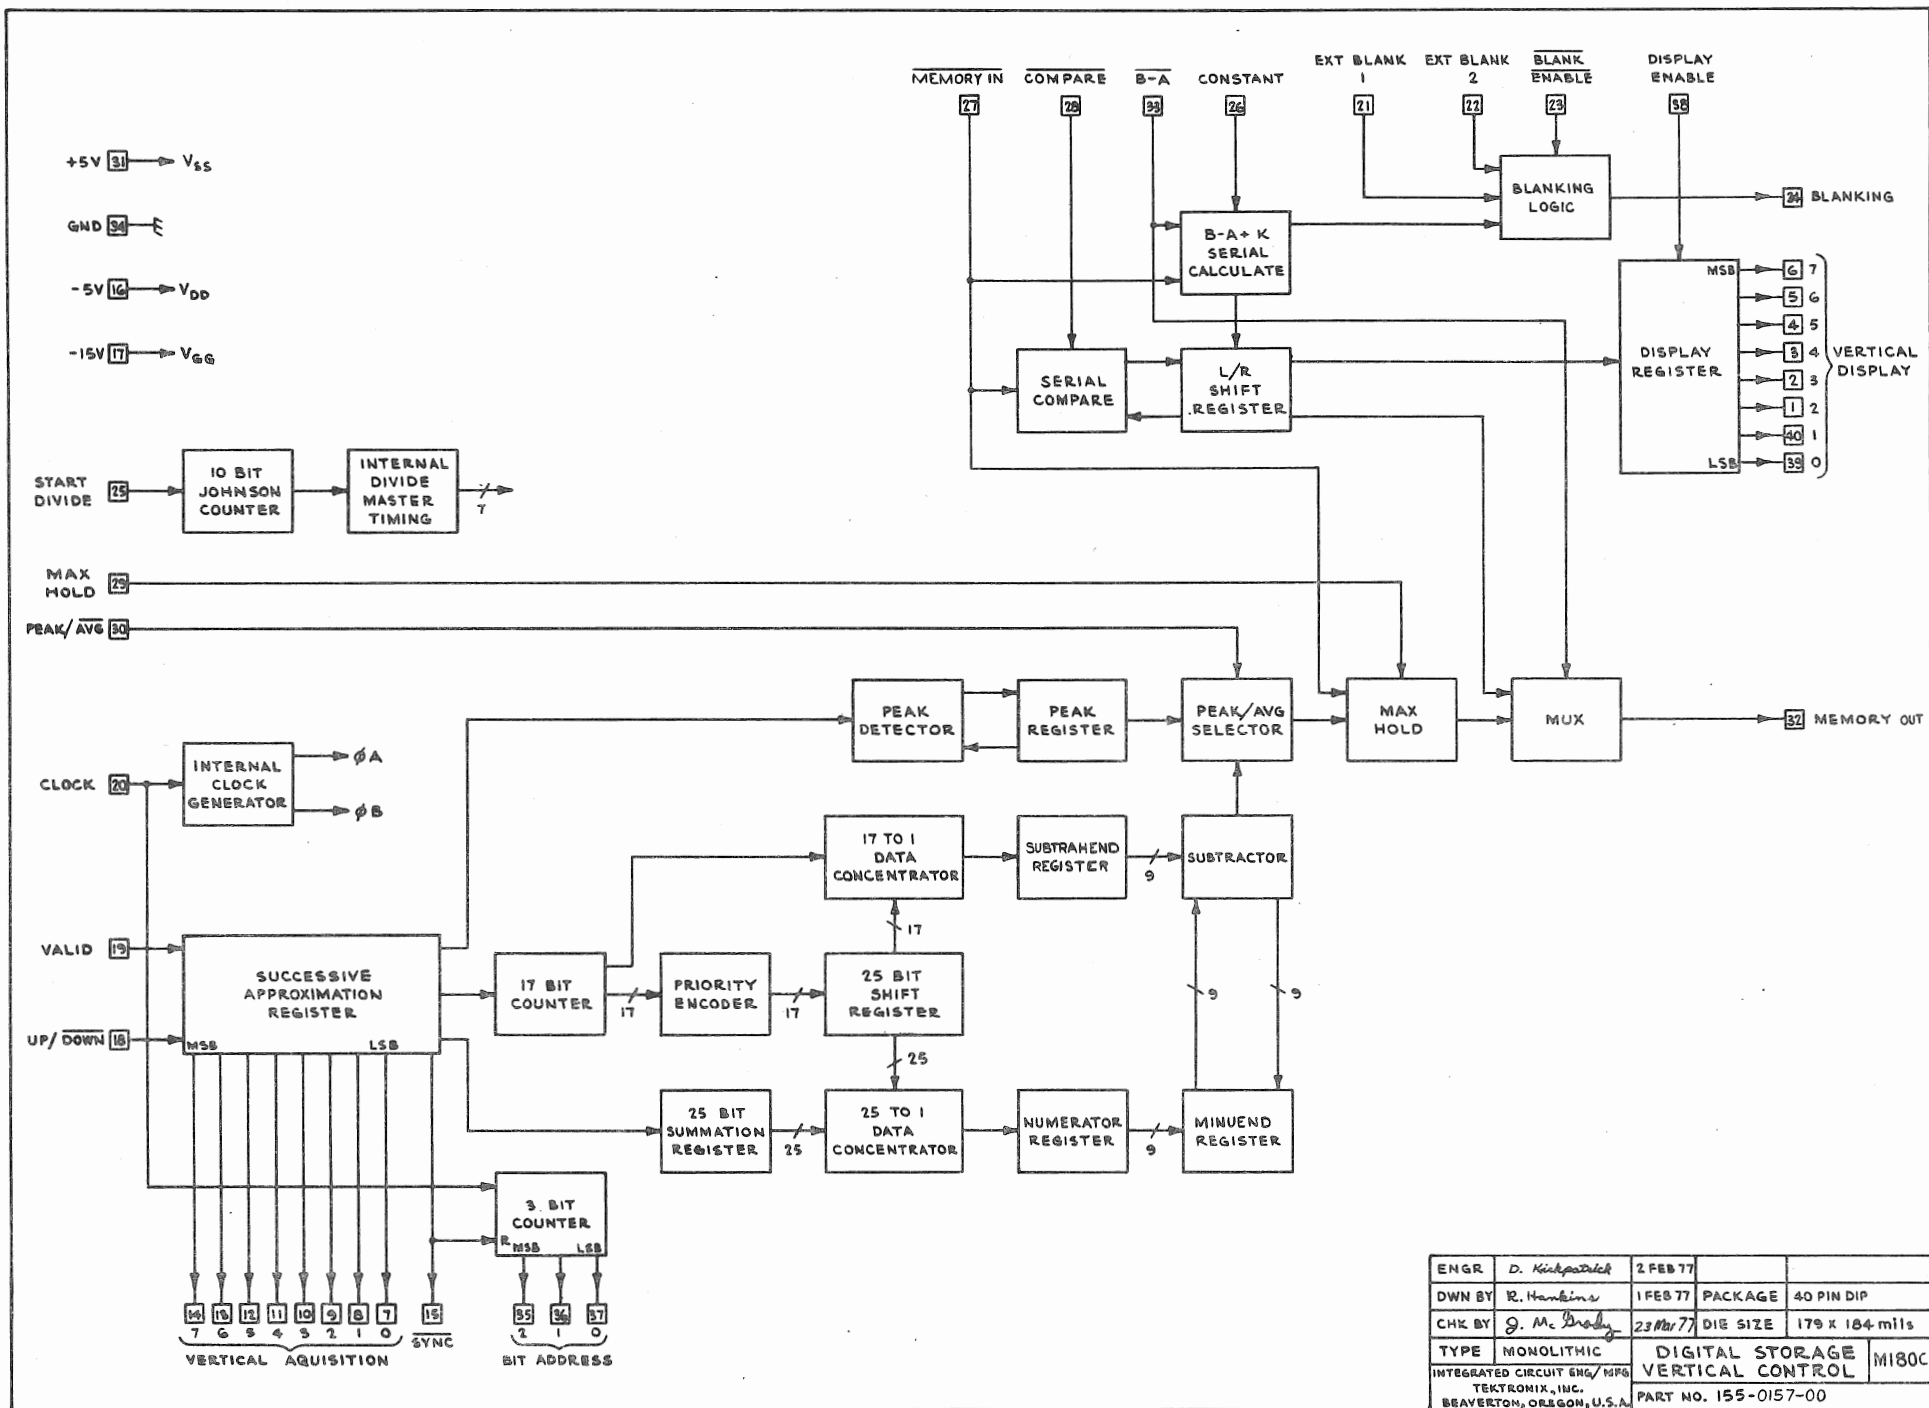 MEMORY IN
COMPARE
B-A
CONSTANT
EXT BLANK
1
EXT BLANK
2
BLANK
ENABLE
DISPLAY
ENABLE
27
28
33
26
21
22
23
38
+5V 31 VSS
GND 34
-5V 16 VDD
-15V 17 VGG
BLANKING
LOGIC
24 BLANKING
B-A+K
SERIAL
CALCULATE
DISPLAY
REGISTER
MSB
LSB
6 7
5 6
4 5
3 4
2 3
1 2
40 1
39 0
VERTICAL
DISPLAY
SERIAL
COMPARE
L/R
SHIFT
REGISTER
START
DIVIDE
25
10 BIT
JOHNSON
COUNTER
INTERNAL
DIVIDE
MASTER
TIMING
7
MAX
HOLD
29
PEAK/AVG 30
PEAK
DETECTOR
PEAK
REGISTER
PEAK/AVG
SELECTOR
MAX
HOLD
MUX
32 MEMORY OUT
CLOCK 20
INTERNAL
CLOCK
GENERATOR
ϕA
ϕB
17 TO 1
DATA
CONCENTRATOR
SUBTRAHEND
REGISTER
9
SUBTRACTOR
17
VALID 19
UP/DOWN 18
SUCCESSIVE
APPROXIMATION
REGISTER
MSB
LSB
17 BIT
COUNTER
17
PRIORITY
ENCODER
17
25 BIT
SHIFT
REGISTER
9
9
25
25 BIT
SUMMATION
REGISTER
25
25 TO 1
DATA
CONCENTRATOR
NUMERATOR
REGISTER
9
MINUEND
REGISTER
3 BIT
COUNTER
R
MSB
LSB
14 13 12 11 10 9 8 7
7 6 5 4 3 2 1 0
VERTICAL AQUISITION
15
SYNC
35 36 37
2 1 0
BIT ADDRESS
ENGR D. Kirkpatrick 2 FEB 77
DWN BY R. Hankins 1 FEB 77 PACKAGE 40 PIN DIP
CHK BY J. McGrady 23 Mar 77 DIE SIZE 179 X 184 mils
TYPE MONOLITHIC
DIGITAL STORAGE
VERTICAL CONTROL
M180C
INTEGRATED CIRCUIT ENG/MFG
TEKTRONIX, INC.
BEAVERTON, OREGON, U.S.A.
PART NO. 155-0157-00